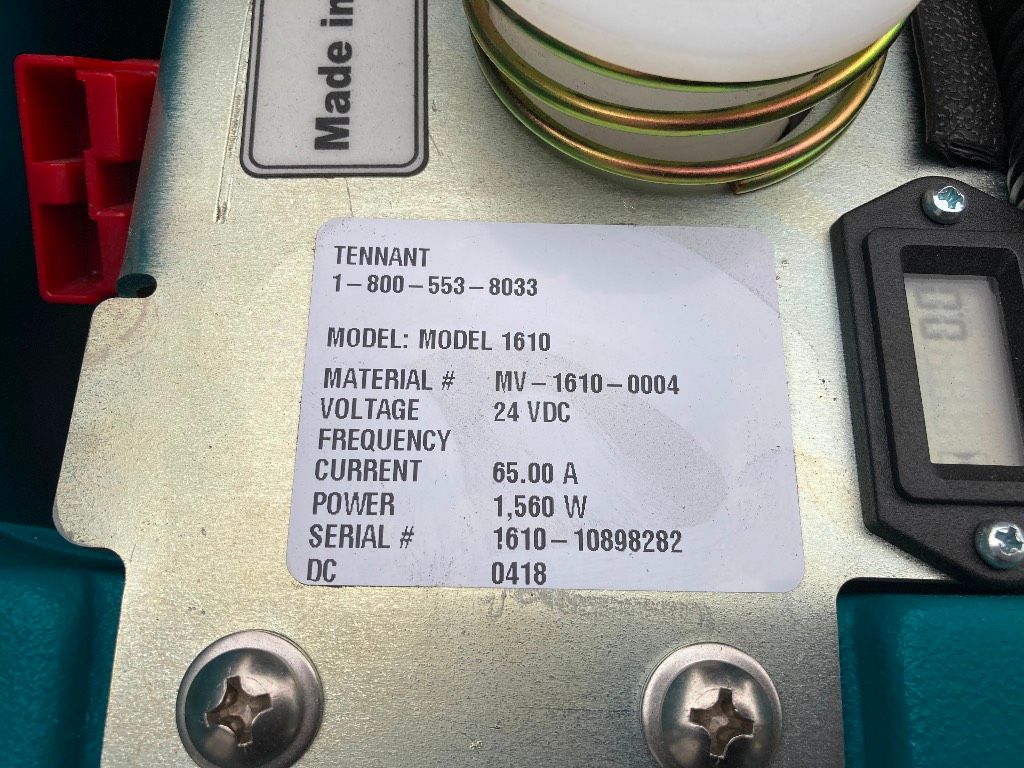 Made in
TENNANT
1-800-553-8033
MODEL: MODEL 1610
MATERIAL # MV-1610-0004
VOLTAGE 24 VDC
FREQUENCY
CURRENT 65.00 A
POWER 1,560 W
SERIAL # 1610-10898282
DC 0418